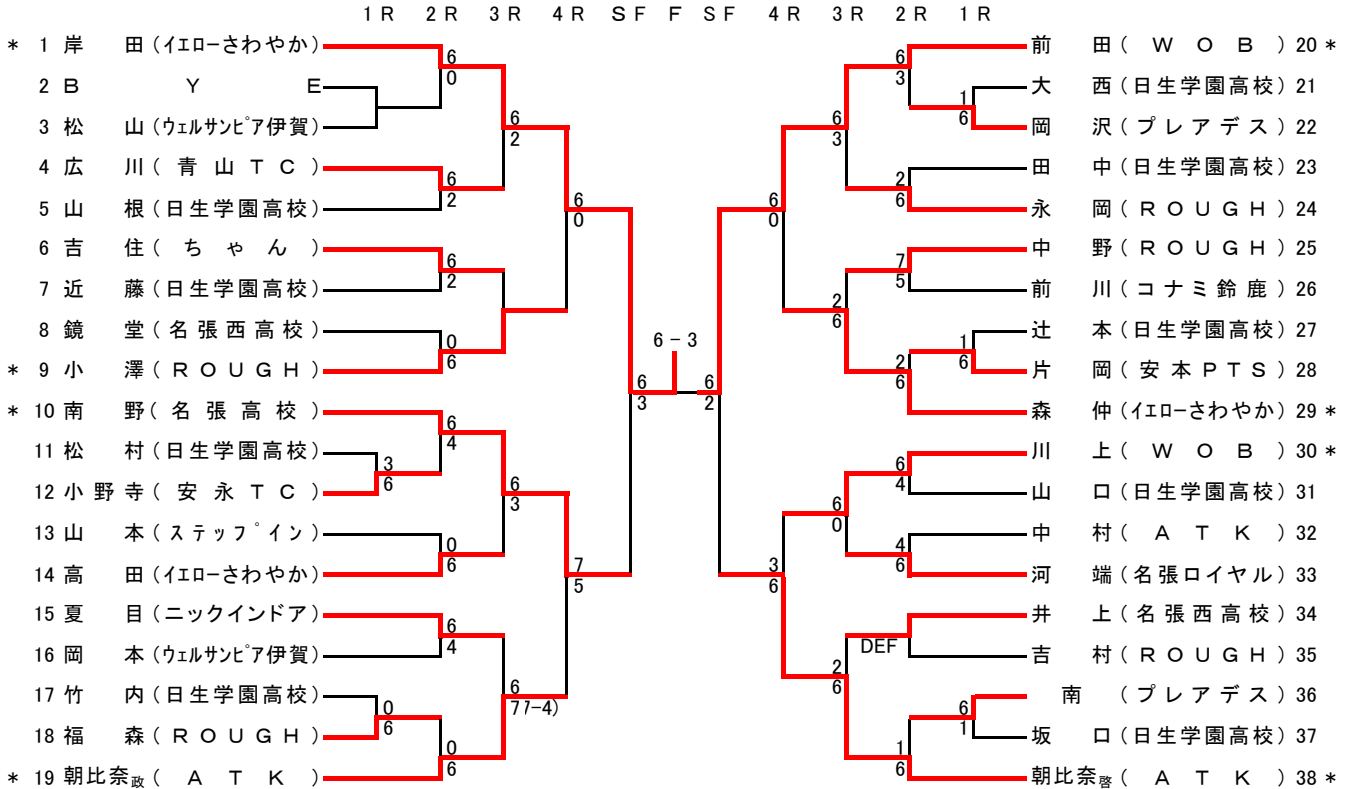 1R 2R 3R 4R SF F SF 4R 3R 2R 1R
* 1 岸 田 (イエローさわやか)
2 B Y E
3 松 山 (ウェルサンピア伊賀)
4 広 川 (青 山 T C)
5 山 根 (日生学園高校)
6 吉 住 (ち ゃ ん)
7 近 藤 (日生学園高校)
8 鏡 堂 (名張西高校)
* 9 小 澤 (R O U G H)
* 10 南 野 (名 張 高 校)
11 松 村 (日生学園高校)
12 小野寺 (安 永 T C)
13 山 本 (ステップイン)
14 高 田 (イエローさわやか)
15 夏 目 (ニックインドア)
16 岡 本 (ウェルサンピア伊賀)
17 竹 内 (日生学園高校)
18 福 森 (R O U G H)
* 19 朝比奈政 (A T K)
6 0
6 2
6 2
0 6
6 4
3 6
0 6
6 4
0 6
0 6
6 2
6 3
6 7(7-4)
6 0
7 5
6 3
6-3
6 2
6 0
3 6
6 3
2 6
6 0
2 6
6 3
1 6
2 6
7 5
1 6
2 6
6 4
4 6
DEF
6 1
1 6
前 田 (W O B) 20 *
大 西 (日生学園高校) 21
岡 沢 (プレアデス) 22
田 中 (日生学園高校) 23
永 岡 (R O U G H) 24
中 野 (R O U G H) 25
前 川 (コナミ鈴鹿) 26
辻 本 (日生学園高校) 27
片 岡 (安本PTS) 28
森 仲 (イエローさわやか) 29 *
川 上 (W O B) 30 *
山 口 (日生学園高校) 31
中 村 (A T K) 32
河 端 (名張ロイヤル) 33
井 上 (名張西高校) 34
吉 村 (R O U G H) 35
南 (プレアデス) 36
坂 口 (日生学園高校) 37
朝比奈啓 (A T K) 38 *